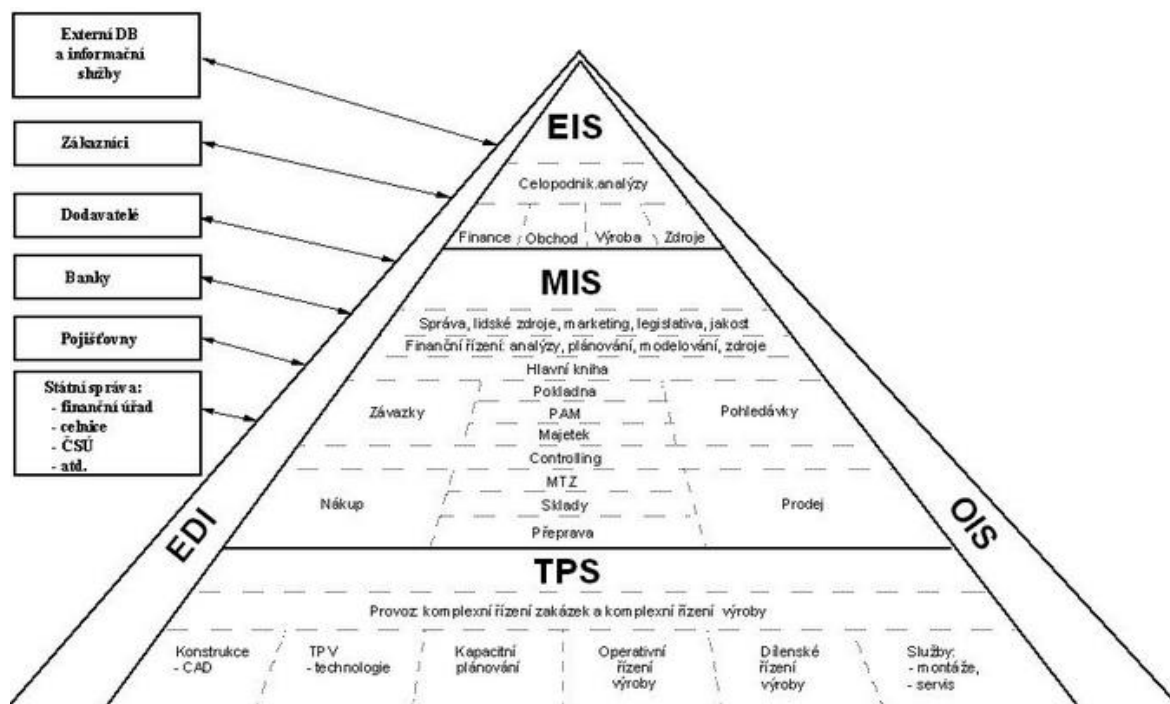 Externí DB
a informační
služby
Zákazníci
Dodavatelé
Banky
Pojišťovny
Státní správa:
- finanční úřad
- celnice
- ČSÚ
- atd.
EDI
OIS
EIS
Celopodnik.analýzy
Finance Obchod Výroba Zdroje
MIS
Správa, lidské zdroje, marketing, legislativa, jakost
Finanční řízení: analýzy, plánování, modelování, zdroje
Hlavní kniha
Závazky
Pokladna
PAM
Majetek
Pohledávky
Controlling
Nákup
MTZ
Sklady
Přeprava
Prodej
TPS
Provoz: komplexní řízení zakázek a komplexní řízení výroby
Konstrukce
- CAD
TPV
- technologie
Kapacitní
plánování
Operativní
řízení
výroby
Dílenské
řízení
výroby
Služby:
- montáže,
- servis